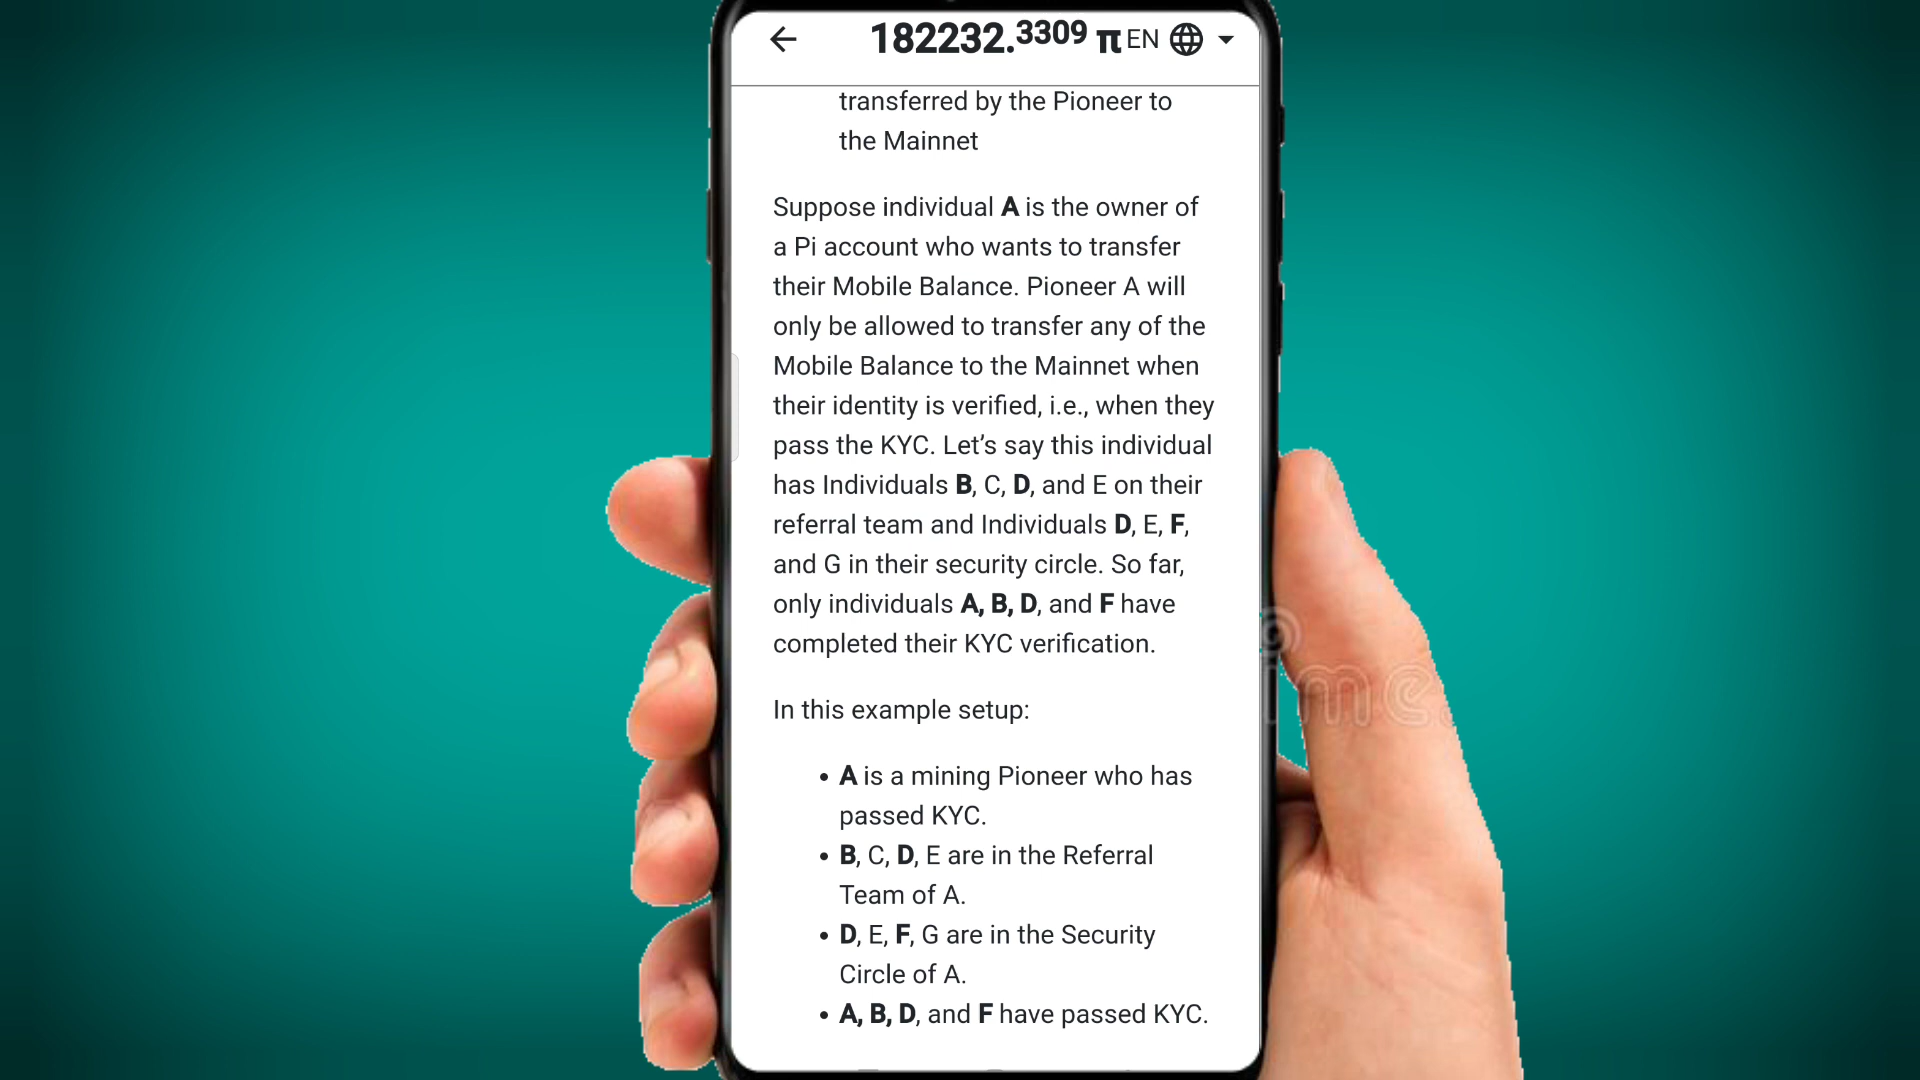 182232.3309 π EN
transferred by the Pioneer to
the Mainnet
Suppose individual A is the owner of
a Pi account who wants to transfer
their Mobile Balance. Pioneer A will
only be allowed to transfer any of the
Mobile Balance to the Mainnet when
their identity is verified, i.e., when they
pass the KYC. Let’s say this individual
has Individuals B, C, D, and E on their
referral team and Individuals D, E, F,
and G in their security circle. So far,
only individuals A, B, D, and F have
completed their KYC verification.
In this example setup:
• A is a mining Pioneer who has
passed KYC.
• B, C, D, E are in the Referral
Team of A.
• D, E, F, G are in the Security
Circle of A.
• A, B, D, and F have passed KYC.